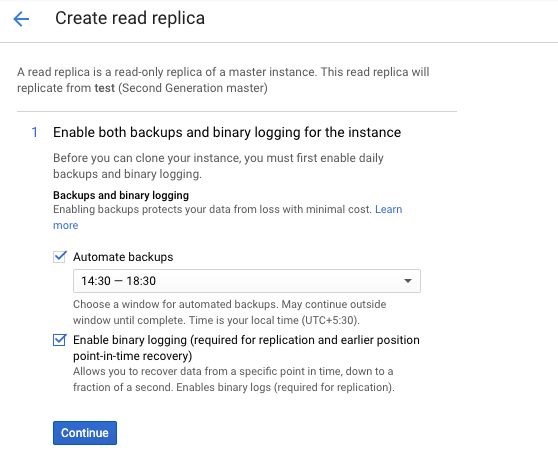 Create read replica
A read replica is a read-only replica of a master instance. This read replica will
replicate from test (Second Generation master)
1 Enable both backups and binary logging for the instance
Before you can clone your instance, you must first enable daily
backups and binary logging.
Backups and binary logging
Enabling backups protects your data from loss with minimal cost. Learn
more
Automate backups
14:30 — 18:30
Choose a window for automated backups. May continue outside
window until complete. Time is your local time (UTC+5:30).
Enable binary logging (required for replication and earlier position
point-in-time recovery)
Allows you to recover data from a specific point in time, down to a
fraction of a second. Enables binary logs (required for replication).
Continue